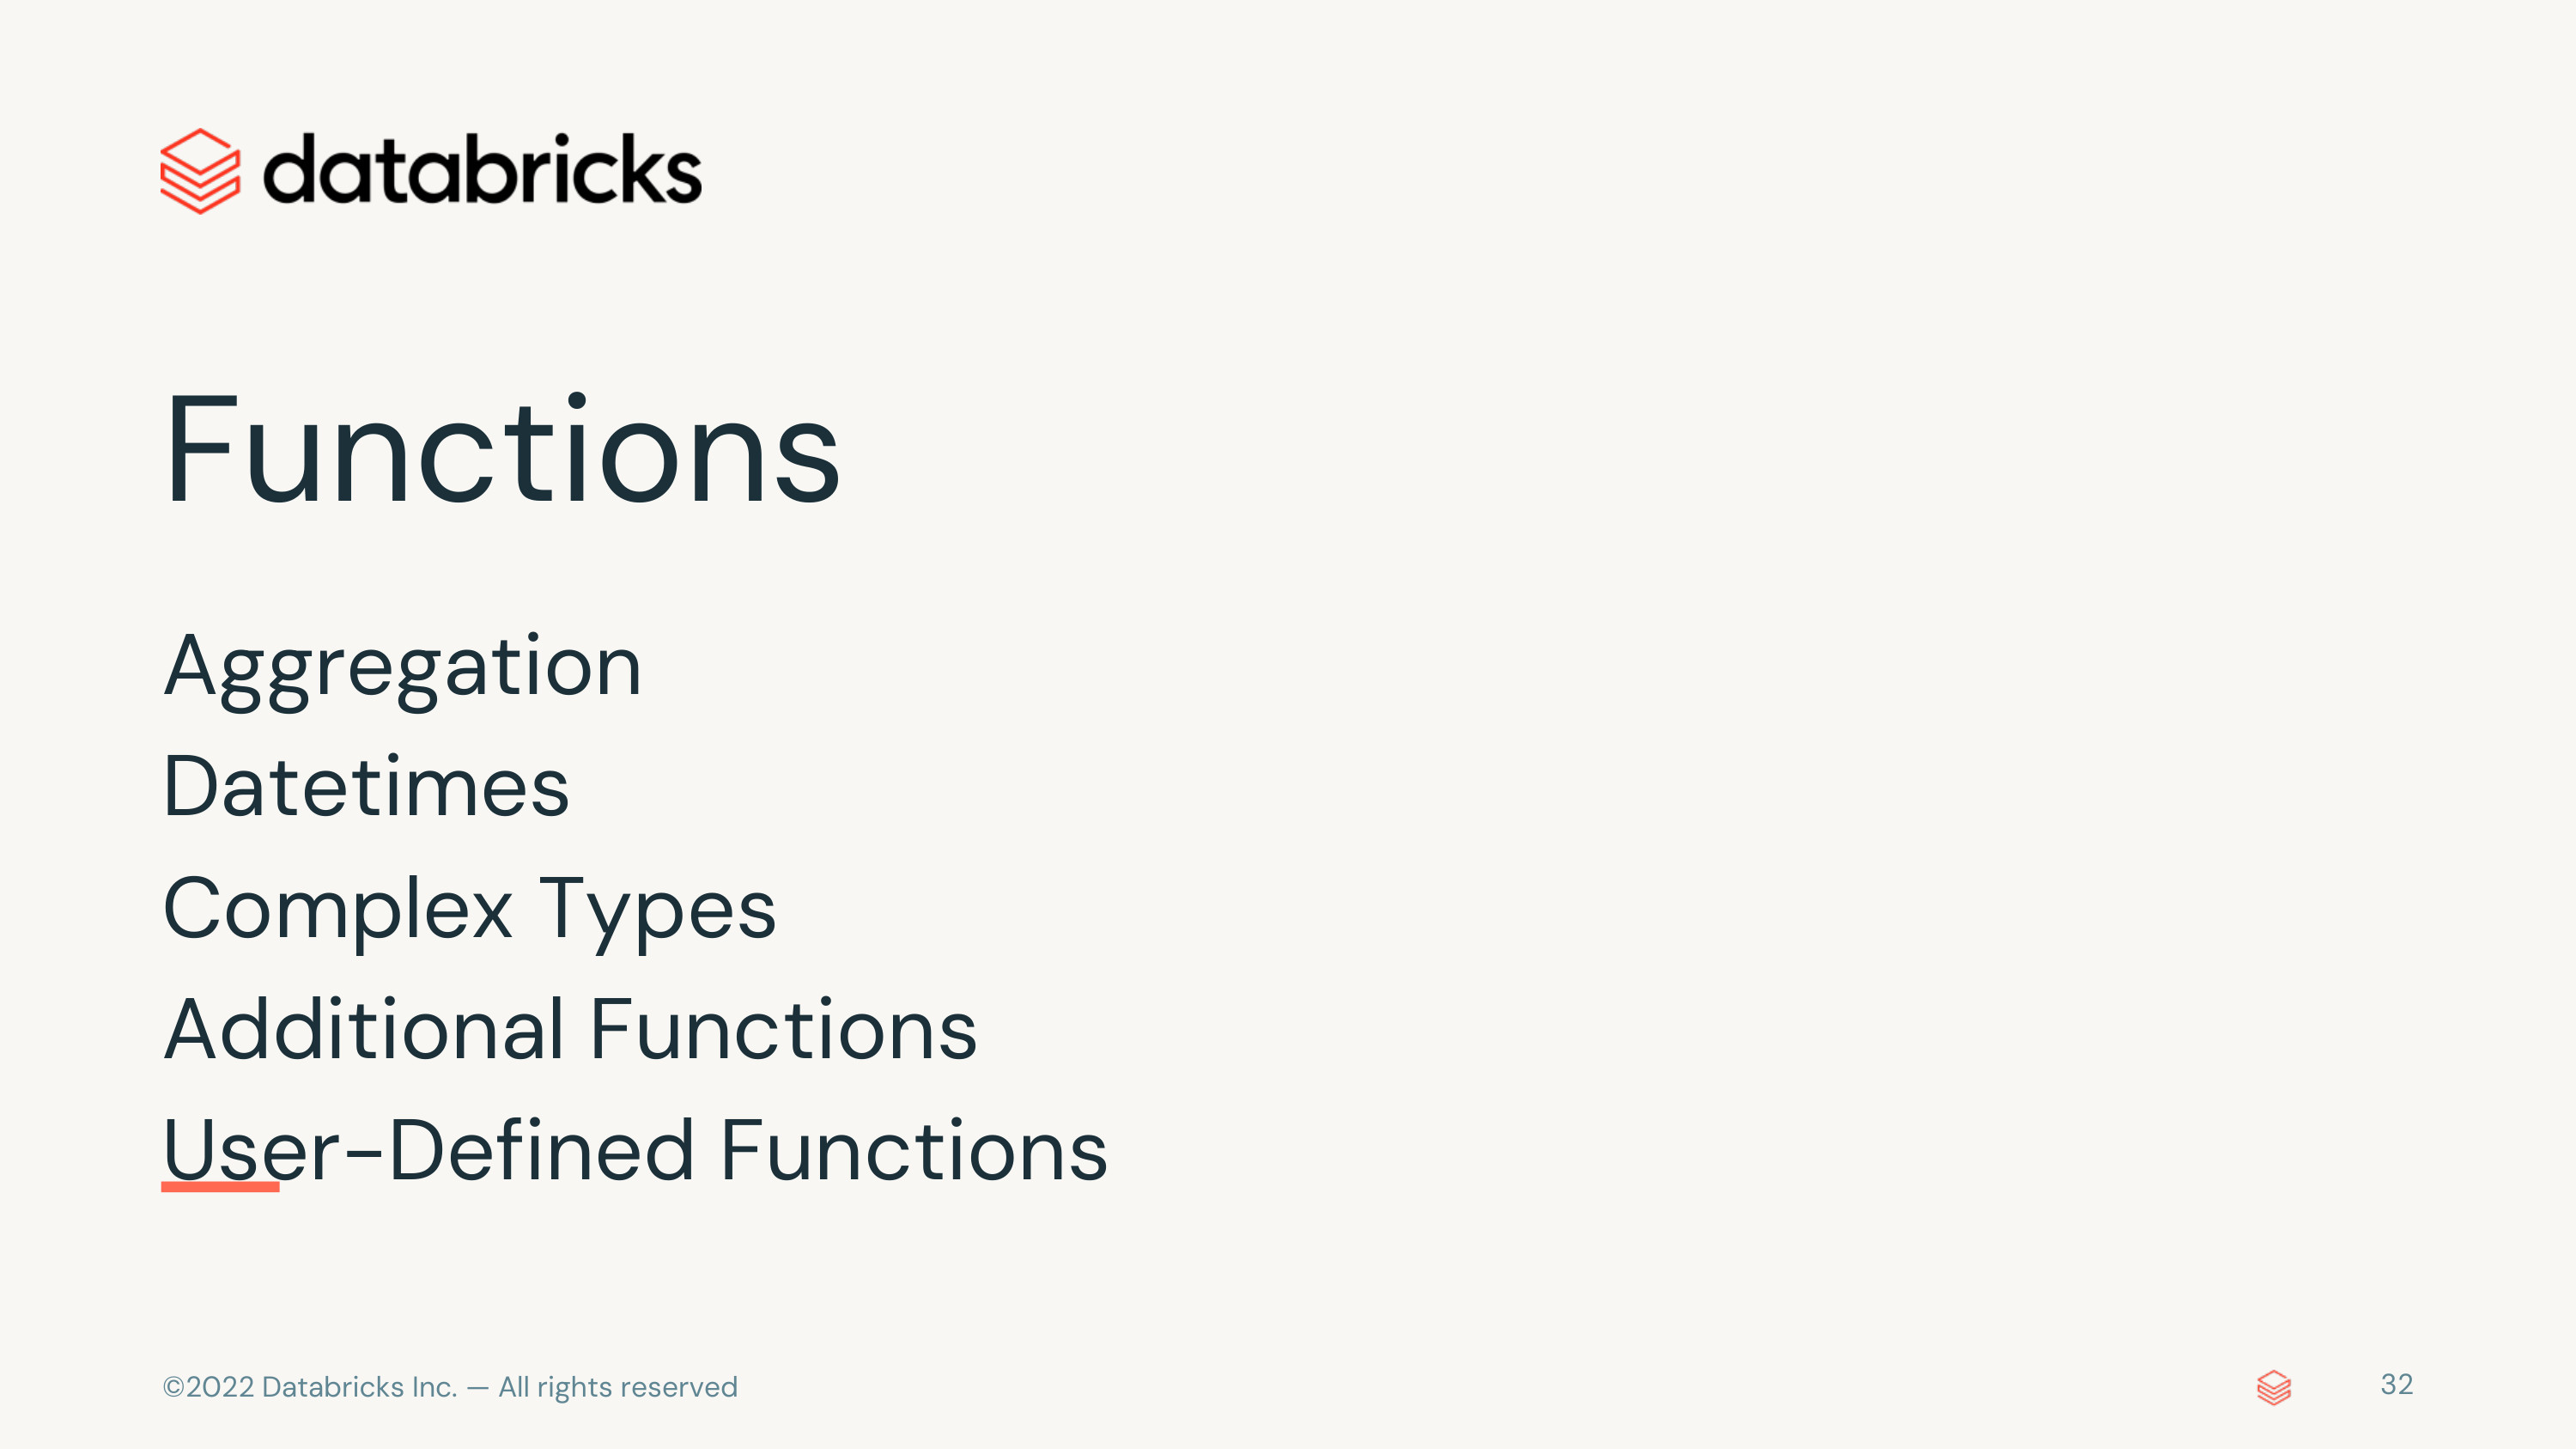 databricks
Functions
Aggregation
Datetimes
Complex Types
Additional Functions
User-Defined Functions
©2022 Databricks Inc. — All rights reserved
32